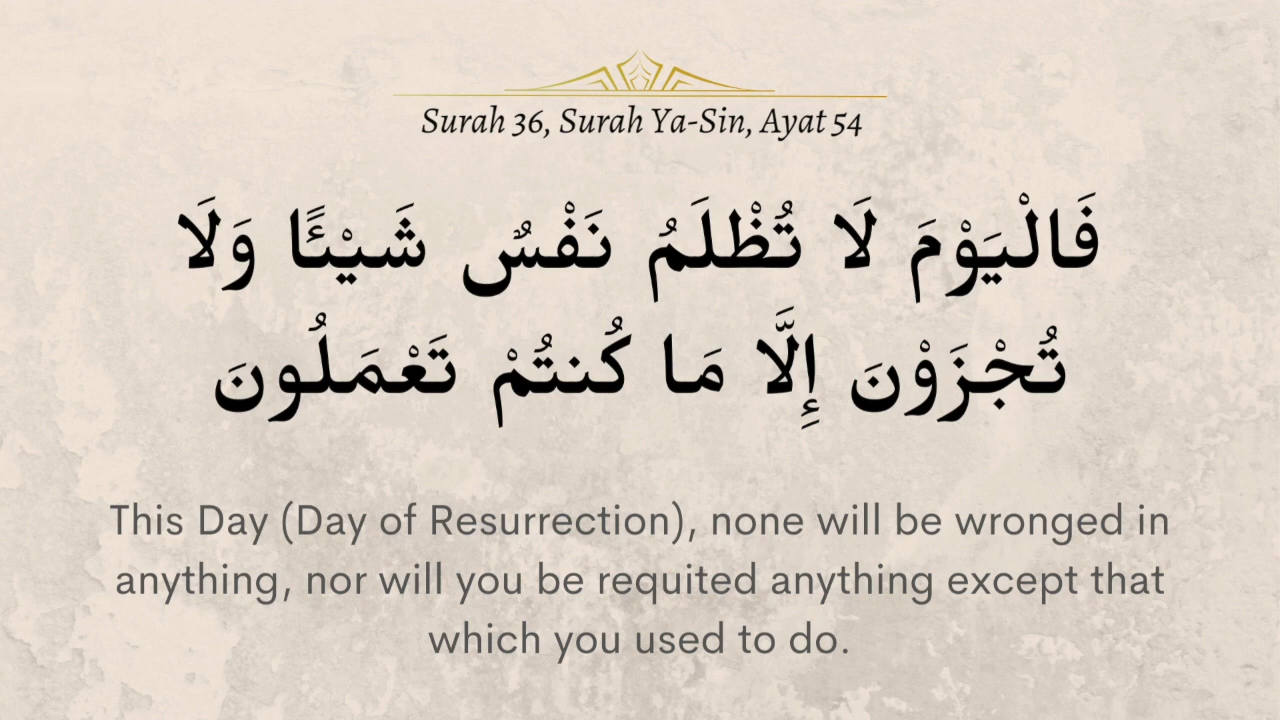 Surah 36, Surah Ya-Sin, Ayat 54
فَالْيَوْمَ لَا تُظْلَمُ نَفْسٌ شَيْئًا وَلَا
تُجْزَوْنَ إِلَّا مَا كُنتُمْ تَعْمَلُونَ
This Day (Day of Resurrection), none will be wronged in
anything, nor will you be requited anything except that
which you used to do.